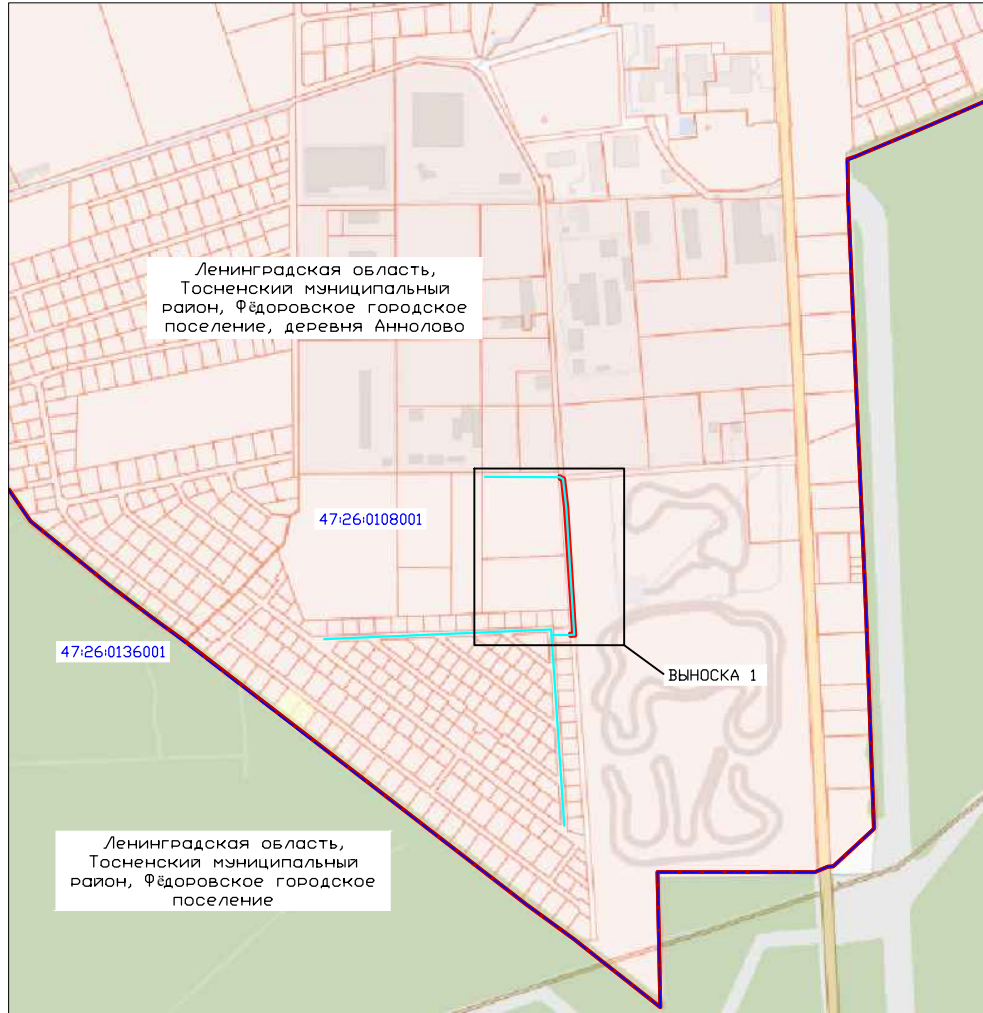 Ленинградская область,
Тосненский муниципальный
район, Фёдоровское городское
поселение, деревня Аннолово
47:26:0108001
47:26:0136001
ВЫНОСКА 1
Ленинградская область,
Тосненский муниципальный
район, Фёдоровское городское
поселение